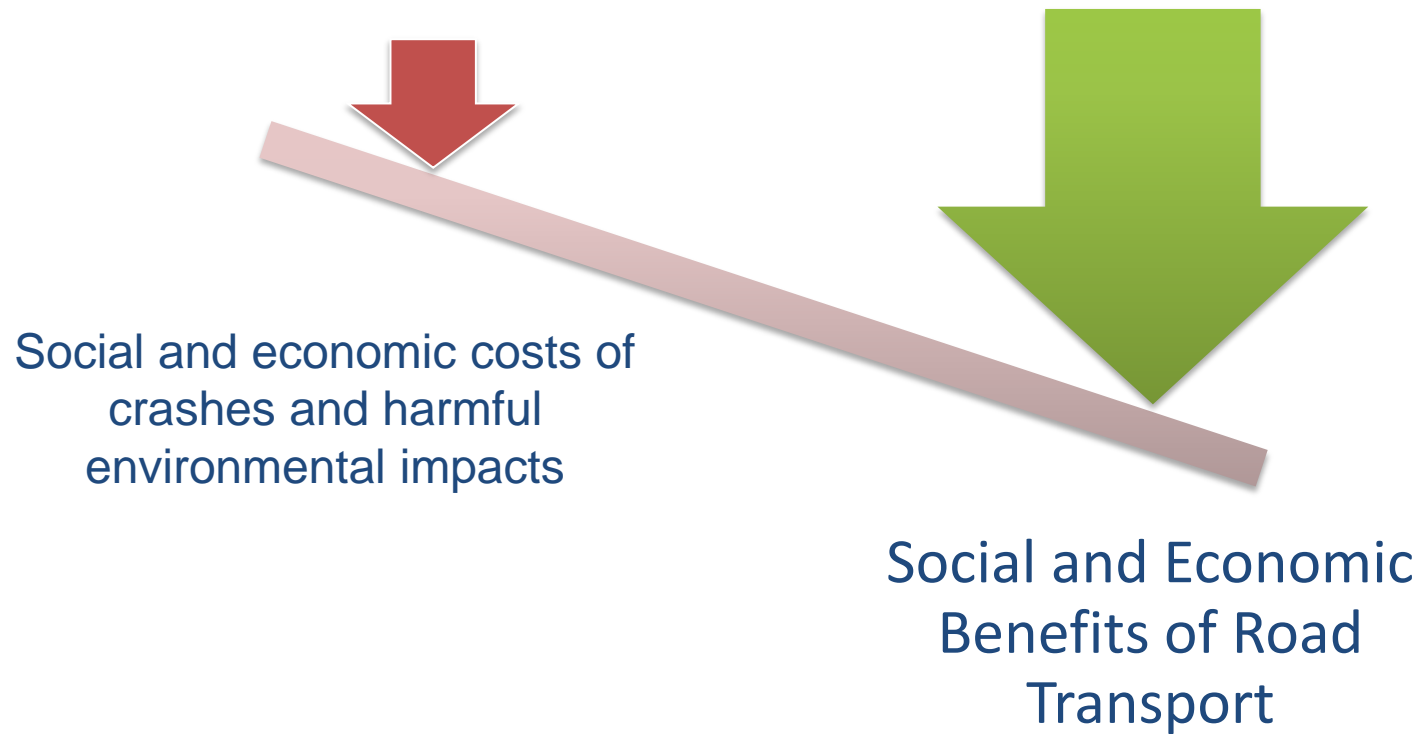 Social and economic costs of
crashes and harmful
environmental impacts
Social and Economic
Benefits of Road
Transport